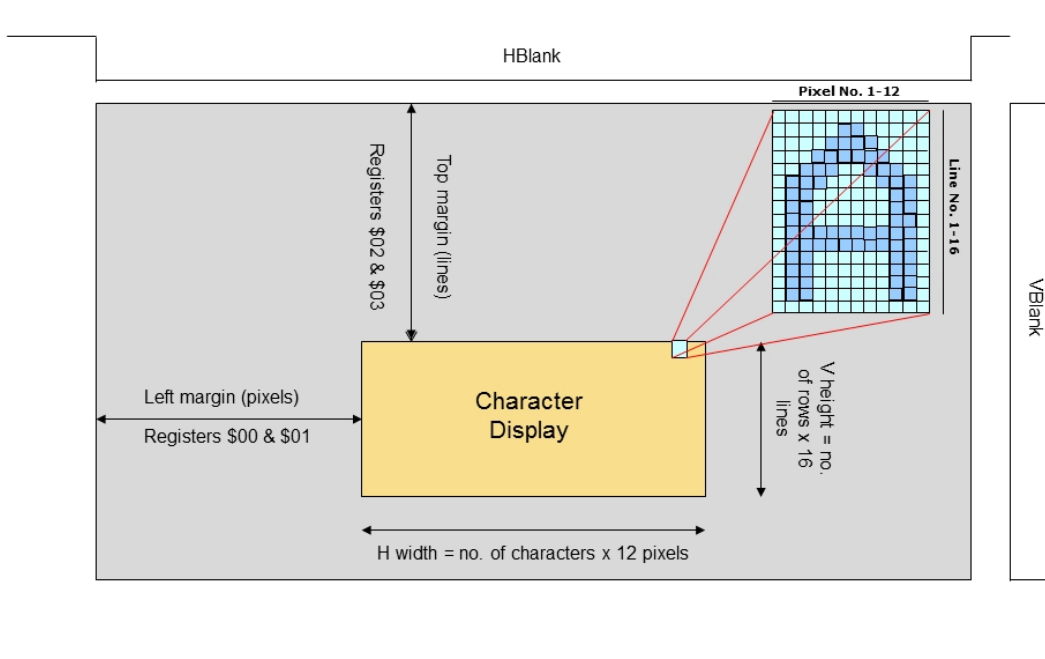 HBlank
Pixel No. 1-12
Line No. 1-16
Top margin (lines)
Registers $02 & $03
VBlank
Left margin (pixels)
Registers $00 & $01
Character
Display
V height = no.
of rows x 16
lines
H width = no. of characters x 12 pixels